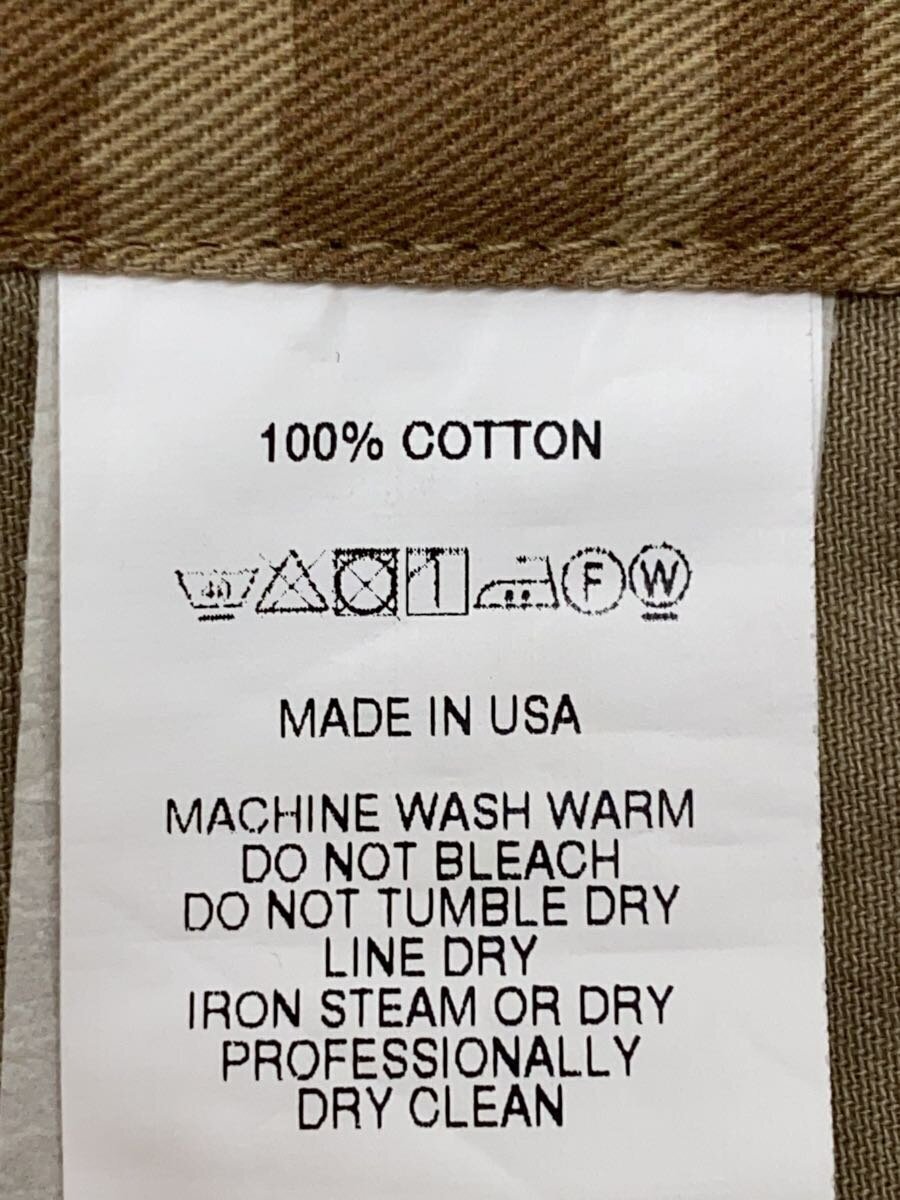 100% COTTON
40 F W
MADE IN USA
MACHINE WASH WARM
DO NOT BLEACH
DO NOT TUMBLE DRY
LINE DRY
IRON STEAM OR DRY
PROFESSIONALLY
DRY CLEAN